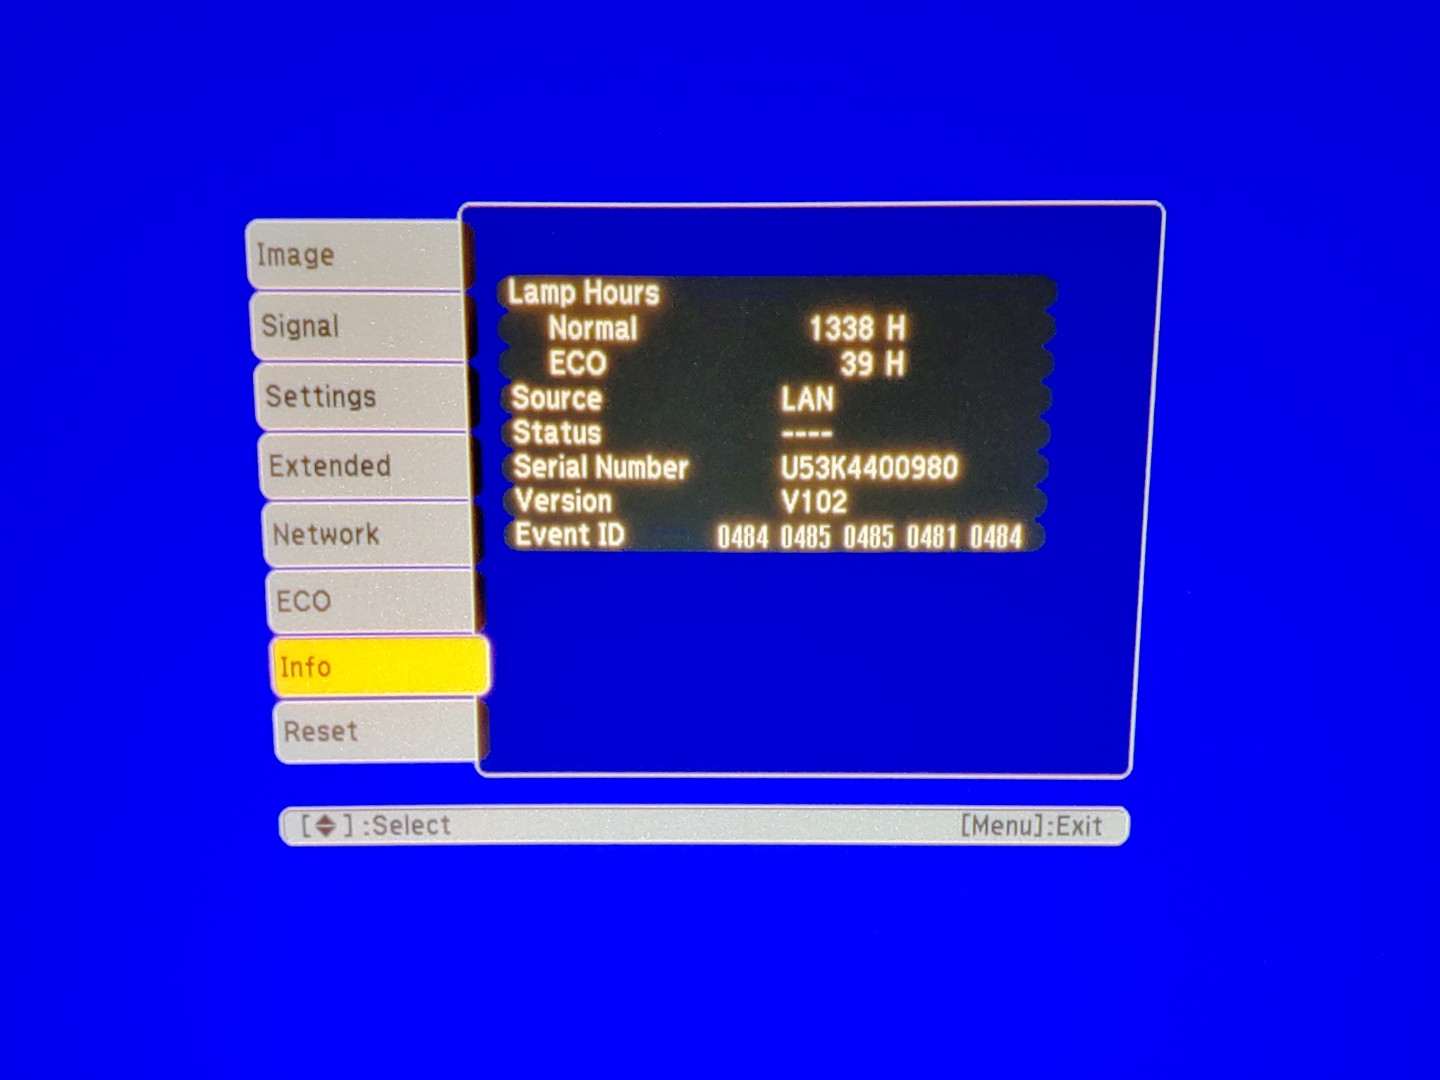 Image
Signal
Settings
Extended
Network
ECO
Info
Reset
Lamp Hours
Normal 1338 H
ECO 39 H
Source LAN
Status ----
Serial Number U53K4400980
Version V102
Event ID 0484 0485 0485 0481 0484
[◆] :Select [Menu]:Exit